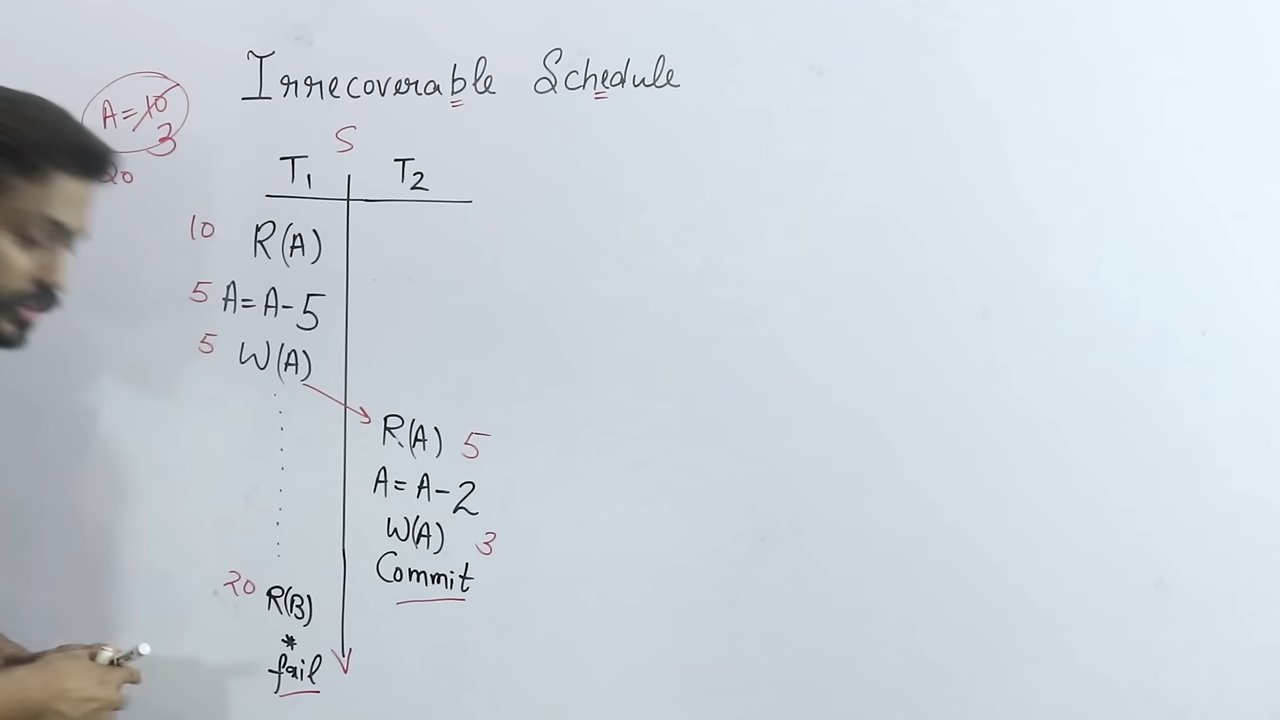 Irrecoverable Schedule
A=10
3
20
S
T1 T2
10 R(A)
5 A=A-5
5 W(A)
R(A) 5
A=A-2
W(A) 3
Commit
20 R(B)
*
fail